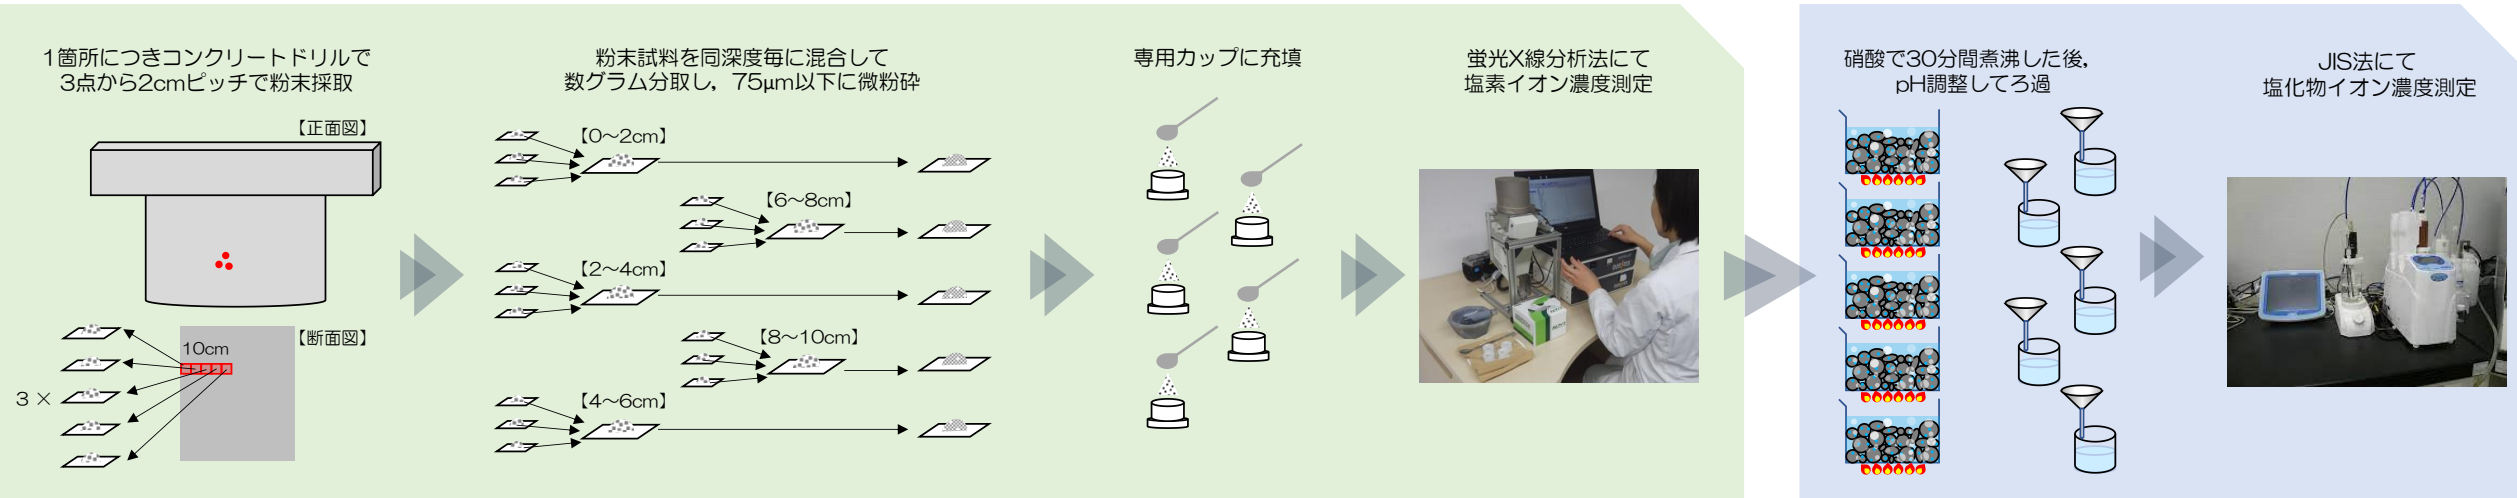 1箇所につきコンクリートドリルで
3点から2cmピッチで粉末採取
【正面図】
【断面図】
10cm
3 ×
粉末試料を同深度毎に混合して
数グラム分取し，75μm以下に微粉砕
【0～2cm】
【6～8cm】
【2～4cm】
【8～10cm】
【4～6cm】
専用カップに充填
蛍光X線分析法にて
塩素イオン濃度測定
硝酸で30分間煮沸した後，
pH調整してろ過
JIS法にて
塩化物イオン濃度測定